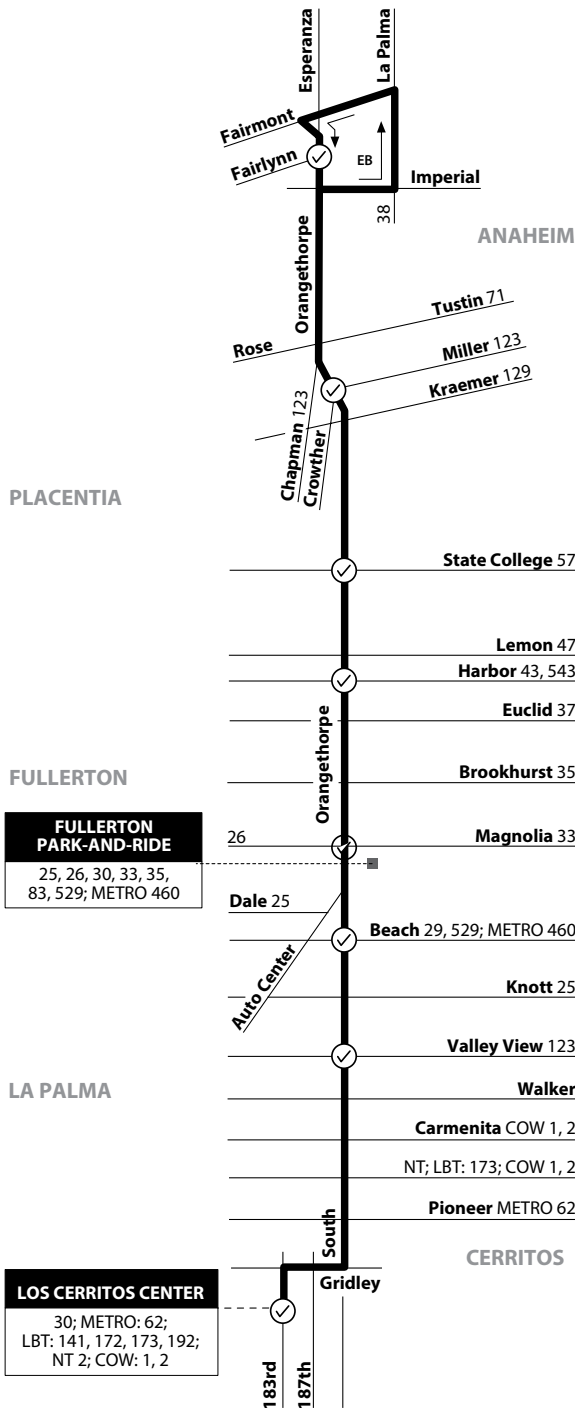 Esperanza
La Palma
Fairmont
Fairlynn
EB
Imperial
38
Orangethorpe
ANAHEIM
Tustin 71
Rose
Miller 123
Kraemer 129
Chapman 123
Crowther
PLACENTIA
State College 57
Lemon 47
Harbor 43, 543
Euclid 37
Orangethorpe
FULLERTON
Brookhurst 35
FULLERTON
PARK-AND-RIDE
25, 26, 30, 33, 35,
83, 529; METRO 460
26
Magnolia 33
Dale 25
Beach 29, 529; METRO 460
Auto Center
Knott 25
Valley View 123
LA PALMA
Walker
Carmenita COW 1, 2
NT; LBT: 173; COW 1, 2
Pioneer METRO 62
South
CERRITOS
Gridley
LOS CERRITOS CENTER
30; METRO: 62;
LBT: 141, 172, 173, 192;
NT 2; COW: 1, 2
183rd
187th